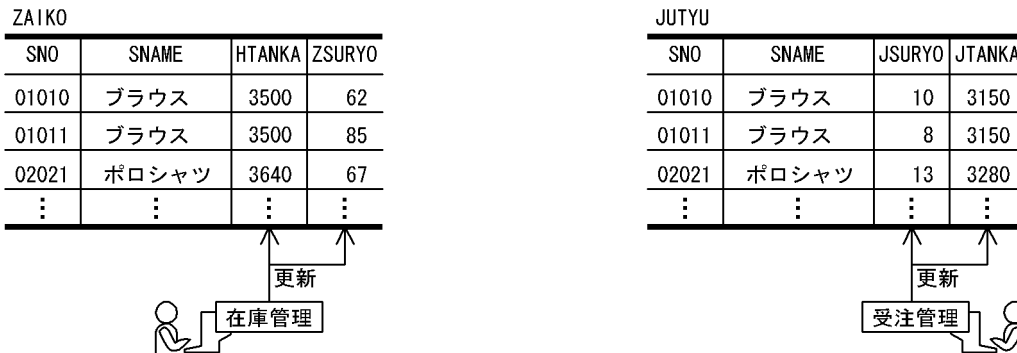 ZAIKO
SNO SNAME HTANKA ZSURYO
01010 ブラウス 3500 62
01011 ブラウス 3500 85
02021 ポロシャツ 3640 67
⋮ ⋮ ⋮ ⋮
更新
在庫管理
JUTYU
SNO SNAME JSURYO JTANKA
01010 ブラウス 10 3150
01011 ブラウス 8 3150
02021 ポロシャツ 13 3280
⋮ ⋮ ⋮ ⋮
更新
受注管理